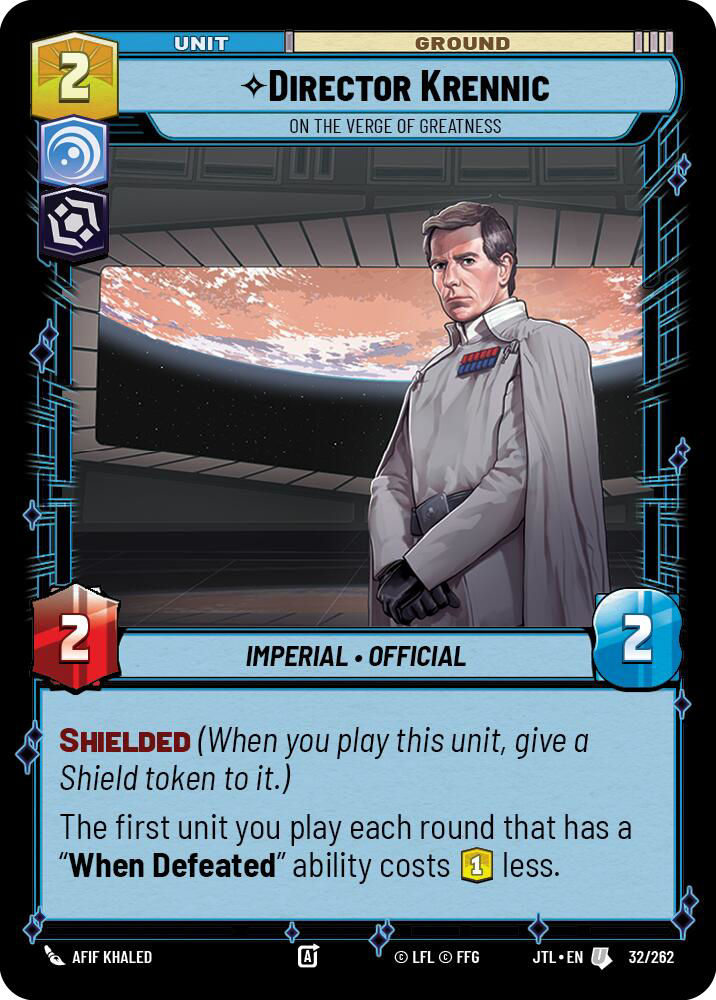 UNIT
GROUND
2
DIRECTOR KRENNIC
ON THE VERGE OF GREATNESS
2
IMPERIAL • OFFICIAL
2
SHIELDED (When you play this unit, give a
Shield token to it.)
The first unit you play each round that has a
“When Defeated” ability costs 1 less.
AFIF KHALED
A
© LFL © FFG
JTL • EN
U
32/262